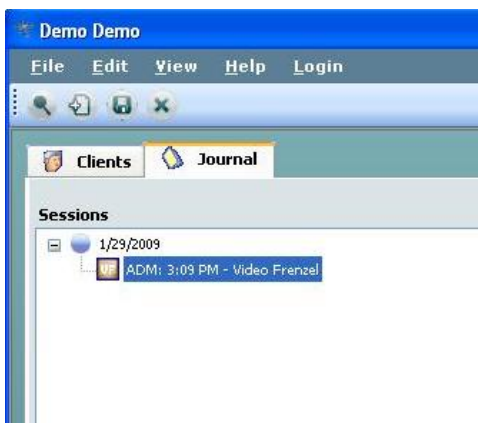 Demo Demo
File Edit View Help Login
Clients Journal
Sessions
1/29/2009
VF ADM: 3:09 PM - Video Frenzel